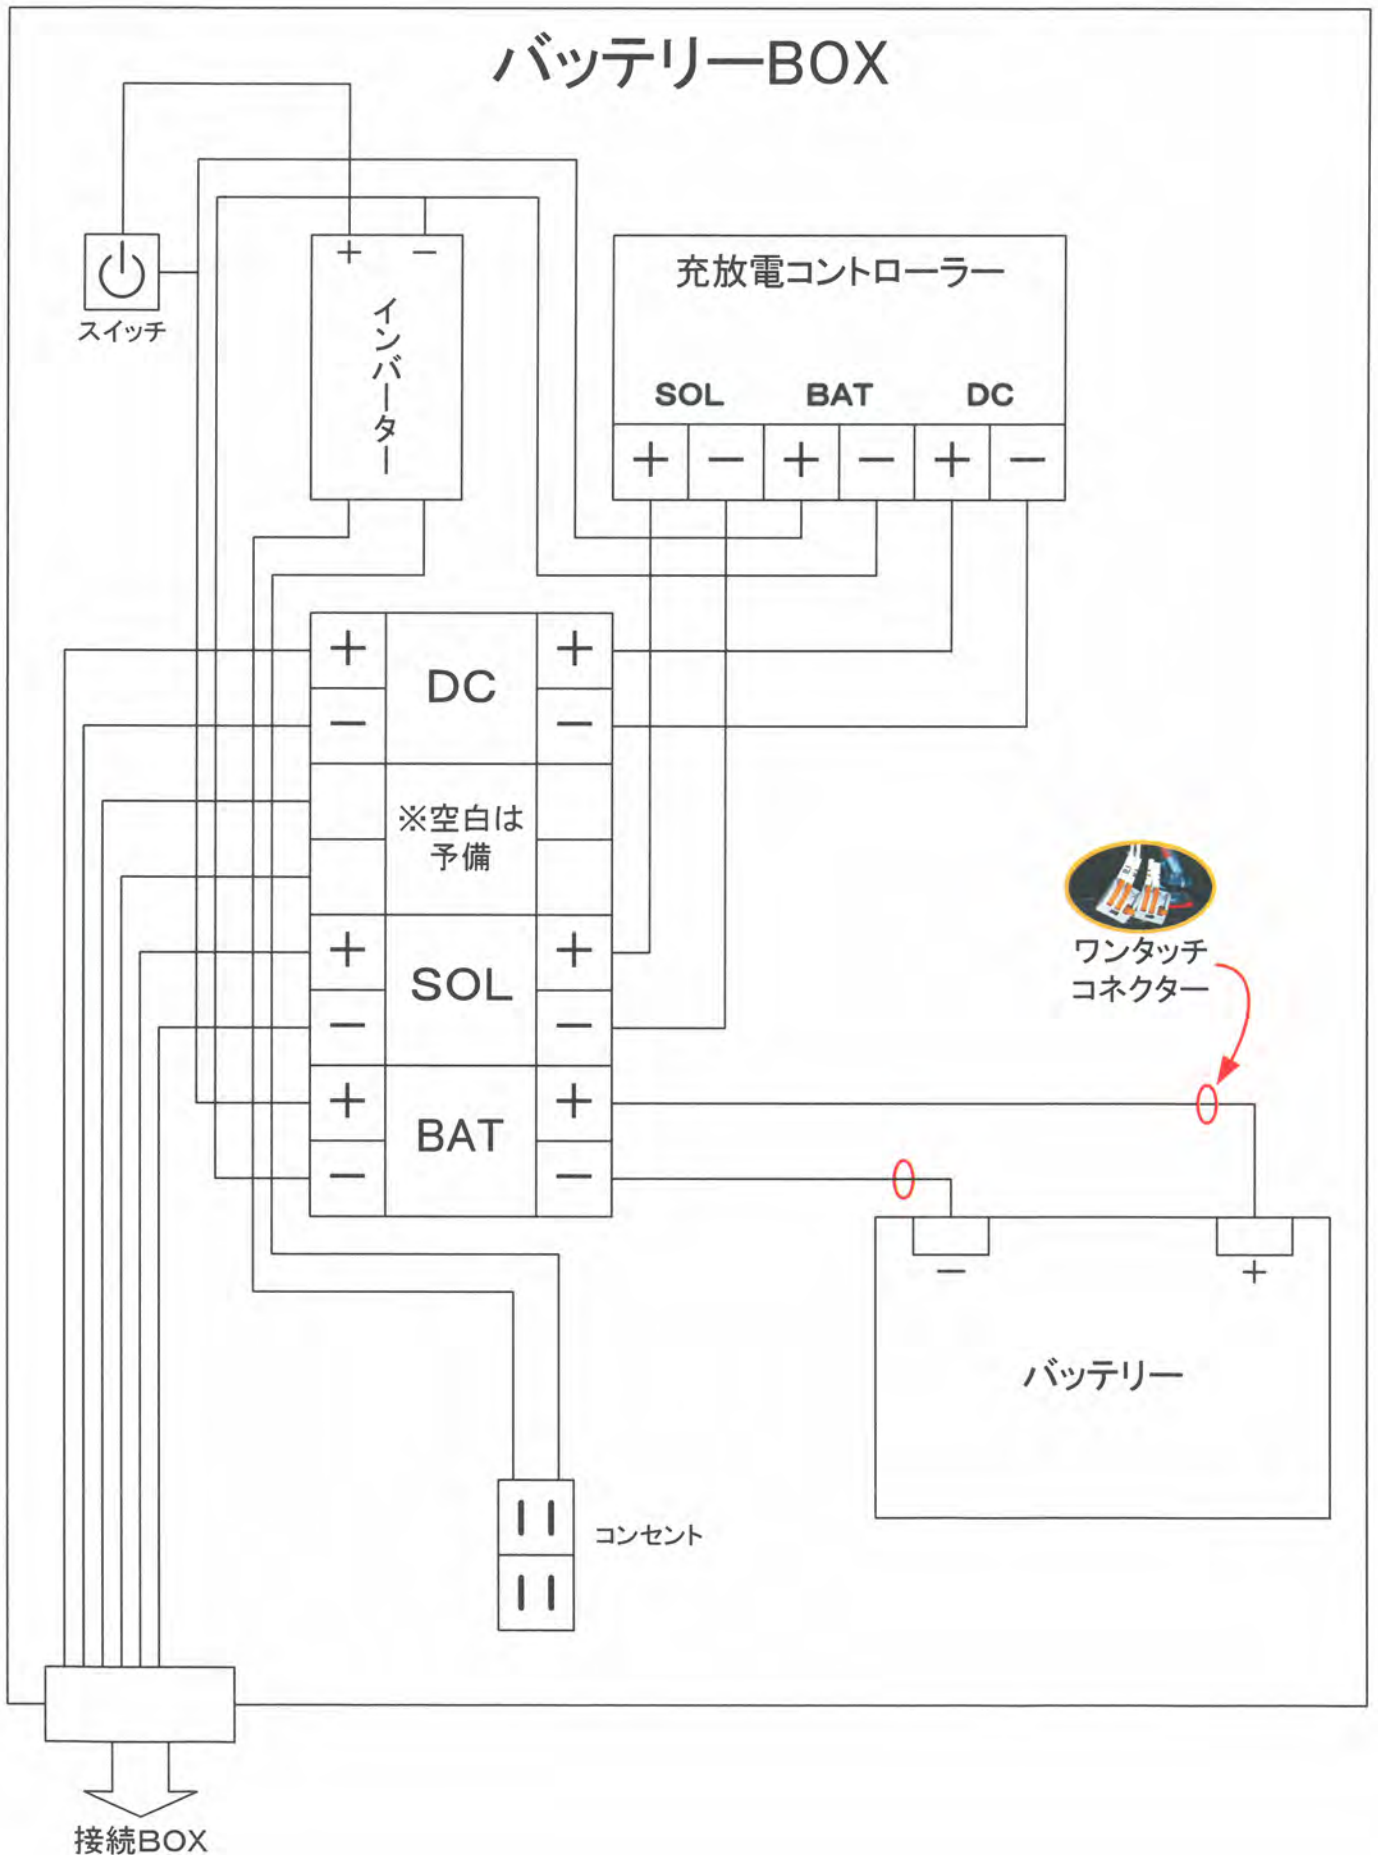 バッテリーBOX
+ −
インバーター
スイッチ
充放電コントローラー
SOL BAT DC
+ − + − + −
+ DC +
− −
※空白は
予備
+ SOL +
− −
+ BAT +
− −
ワンタッチ
コネクター
− +
バッテリー
コンセント
接続BOX